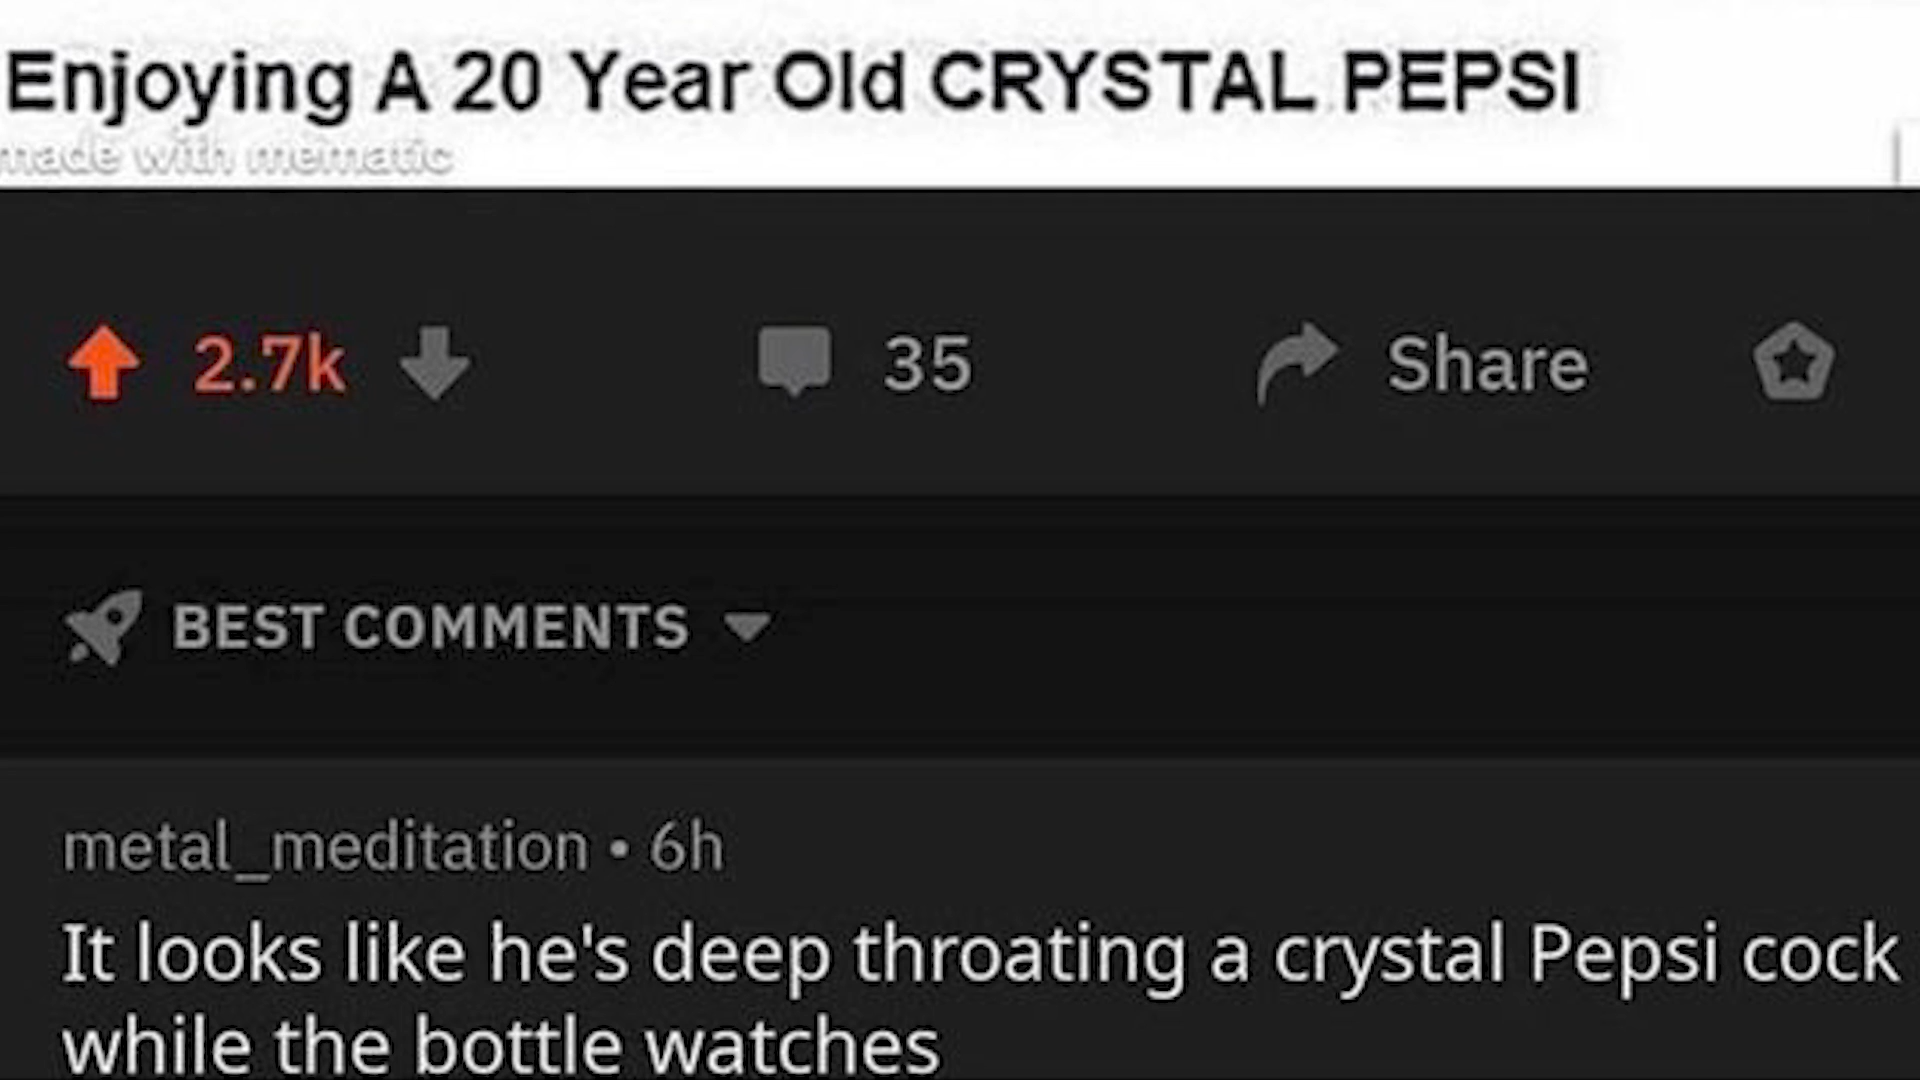 Enjoying A 20 Year Old CRYSTAL PEPSI
made with mematic
2.7k 35 Share
BEST COMMENTS
metal_meditation • 6h
It looks like he's deep throating a crystal Pepsi cock
while the bottle watches